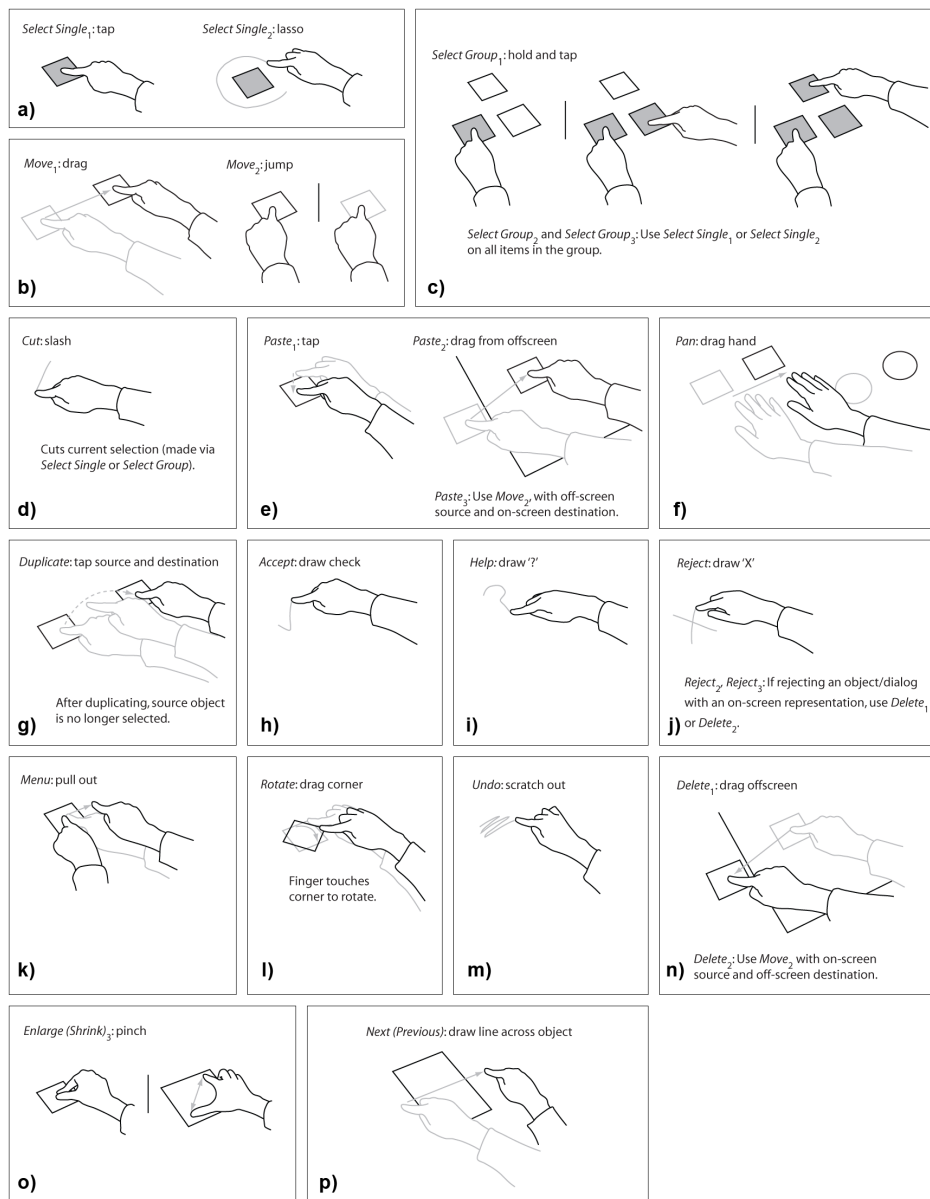 Select Single₁: tap
Select Single₂: lasso
a)
Select Group₁: hold and tap
Select Group₂ and Select Group₃: Use Select Single₁ or Select Single₂
on all items in the group.
c)
Move₁: drag
Move₂: jump
b)
Cut: slash
Cuts current selection (made via
Select Single or Select Group).
d)
Paste₁: tap
Paste₂: drag from offscreen
Paste₃: Use Move₂, with off-screen
source and on-screen destination.
e)
Pan: drag hand
f)
Duplicate: tap source and destination
After duplicating, source object
is no longer selected.
g)
Accept: draw check
h)
Help: draw ‘?’
i)
Reject: draw ‘X’
Reject₂, Reject₃: If rejecting an object/dialog
with an on-screen representation, use Delete₁
or Delete₂.
j)
Menu: pull out
k)
Rotate: drag corner
Finger touches
corner to rotate.
l)
Undo: scratch out
m)
Delete₁: drag offscreen
Delete₂: Use Move₂ with on-screen
source and off-screen destination.
n)
Enlarge (Shrink)₃: pinch
o)
Next (Previous): draw line across object
p)